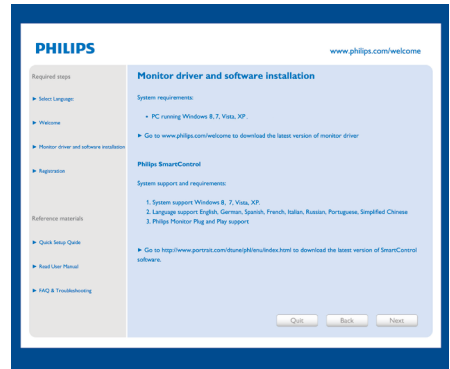 PHILIPS
www.philips.com/welcome
Required steps
► Select Language:
► Welcome
► Monitor driver and software installation
► Registration
Reference materials
► Quick Setup Quide
► Read User Manual
► FAQ & Troubleshooting
Monitor driver and software installation
System requirements:
• PC running Windows 8, 7, Vista, XP .
► Go to www.philips.com/welcome to download the latest version of monitor driver
Philips SmartControl
System support and requirements:
1. System support Windows 8, 7, Vista, XP.
2. Language support English, German, Spanish, French, Italian, Russian, Portuguese, Simplified Chinese
3. Philips Monitor Plug and Play support
► Go to http://www.portrait.com/dtune/phl/enu/index.html to download the latest version of SmartControl
software.
Quit
Back
Next